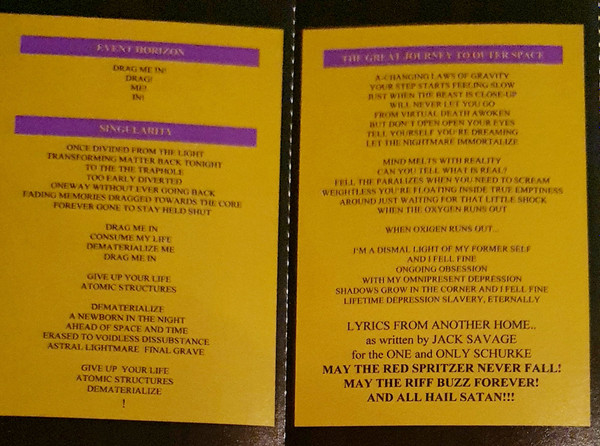 EVENT HORIZON
DRAG ME IN!
DRAG!
ME!
IN!
SINGULARITA
ONCE DIVIDED FROM THE LIGHT
TRANSFORMING MATTER BACK TONIGHT
TO THE THE TRAPHOLE
TOO EARLY DIVERTED
ONEWAY WITHOUT EVER GOING BACK
FADING MEMORIES DRAGGED TOWARDS THE CORE
FOREVER GONE TO STAY HELD SHUT
DRAG ME IN
CONSUME MY LIFE
DEMATERIALIZE ME
DRAG ME IN
GIVE UP YOUR LIFE
ATOMIC STRUCTURES
DEMATERIALIZE
A NEWBORN IN THE NIGHT
AHEAD OF SPACE AND TIME
ERASED TO VOIDLESS DISSUBSTANCE
ASTRAL LIGHTMARE FINAL GRAVE
GIVE UP YOUR LIFE
ATOMIC STRUCTURES
DEMATERIALIZE
!
THE GREAT JOURNEY TO OUTER SPACE
A-CHANGING LAWS OF GRAVITY
YOUR STEP STARTS FEELING SLOW
JUST WHEN THE BEAST IS CLOSE-UP
WILL NEVER LET YOU GO
FROM VIRTUAL DEATH AWOKEN
BUT DON'T OPEN OPEN YOUR EYES
TELL YOURSELF YOU'RE DREAMING
LET THE NIGHTMARE IMMORTALIZE
MIND MELTS WITH REALITY
CAN YOU TELL WHAT IS REAL?
FELL THE PARALIZES WHEN YOU NEED TO SCREAM
WEIGHTLESS YOU'RE FLOATING INSIDE TRUE EMPTINESS
AROUND JUST WAITING FOR THAT LITTLE SHOCK
WHEN THE OXYGEN RUNS OUT
WHEN OXIGEN RUNS OUT...
I'M A DISMAL LIGHT OF MY FORMER SELF
AND I FELL FINE
ONGOING OBSESSION
WITH MY OMNIPRESENT DEPRESSION
SHADOWS GROW IN THE CORNER AND I FELL FINE
LIFETIME DEPRESSION SLAVERY, ETERNALLY
LYRICS FROM ANOTHER HOME..
as written by JACK SAVAGE
for the ONE and ONLY SCHURKE
MAY THE RED SPRITZER NEVER FALL!
MAY THE RIFF BUZZ FOREVER!
AND ALL HAIL SATAN!!!